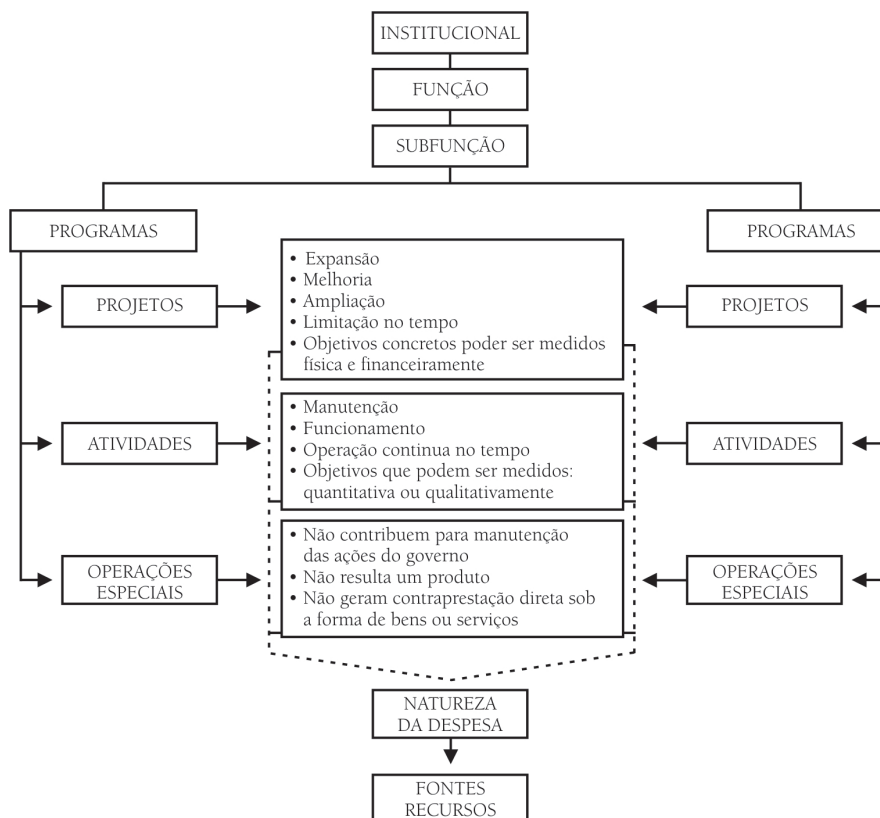 INSTITUCIONAL
FUNÇÃO
SUBFUNÇÃO
PROGRAMAS
PROGRAMAS
• Expansão
• Melhoria
• Ampliação
• Limitação no tempo
• Objetivos concretos poder ser medidos
física e financeiramente
PROJETOS
PROJETOS
• Manutenção
• Funcionamento
• Operação continua no tempo
• Objetivos que podem ser medidos:
quantitativa ou qualitativamente
ATIVIDADES
ATIVIDADES
• Não contribuem para manutenção
das ações do governo
• Não resulta um produto
• Não geram contraprestação direta sob
a forma de bens ou serviços
OPERAÇÕES
ESPECIAIS
OPERAÇÕES
ESPECIAIS
NATUREZA
DA DESPESA
FONTES
RECURSOS